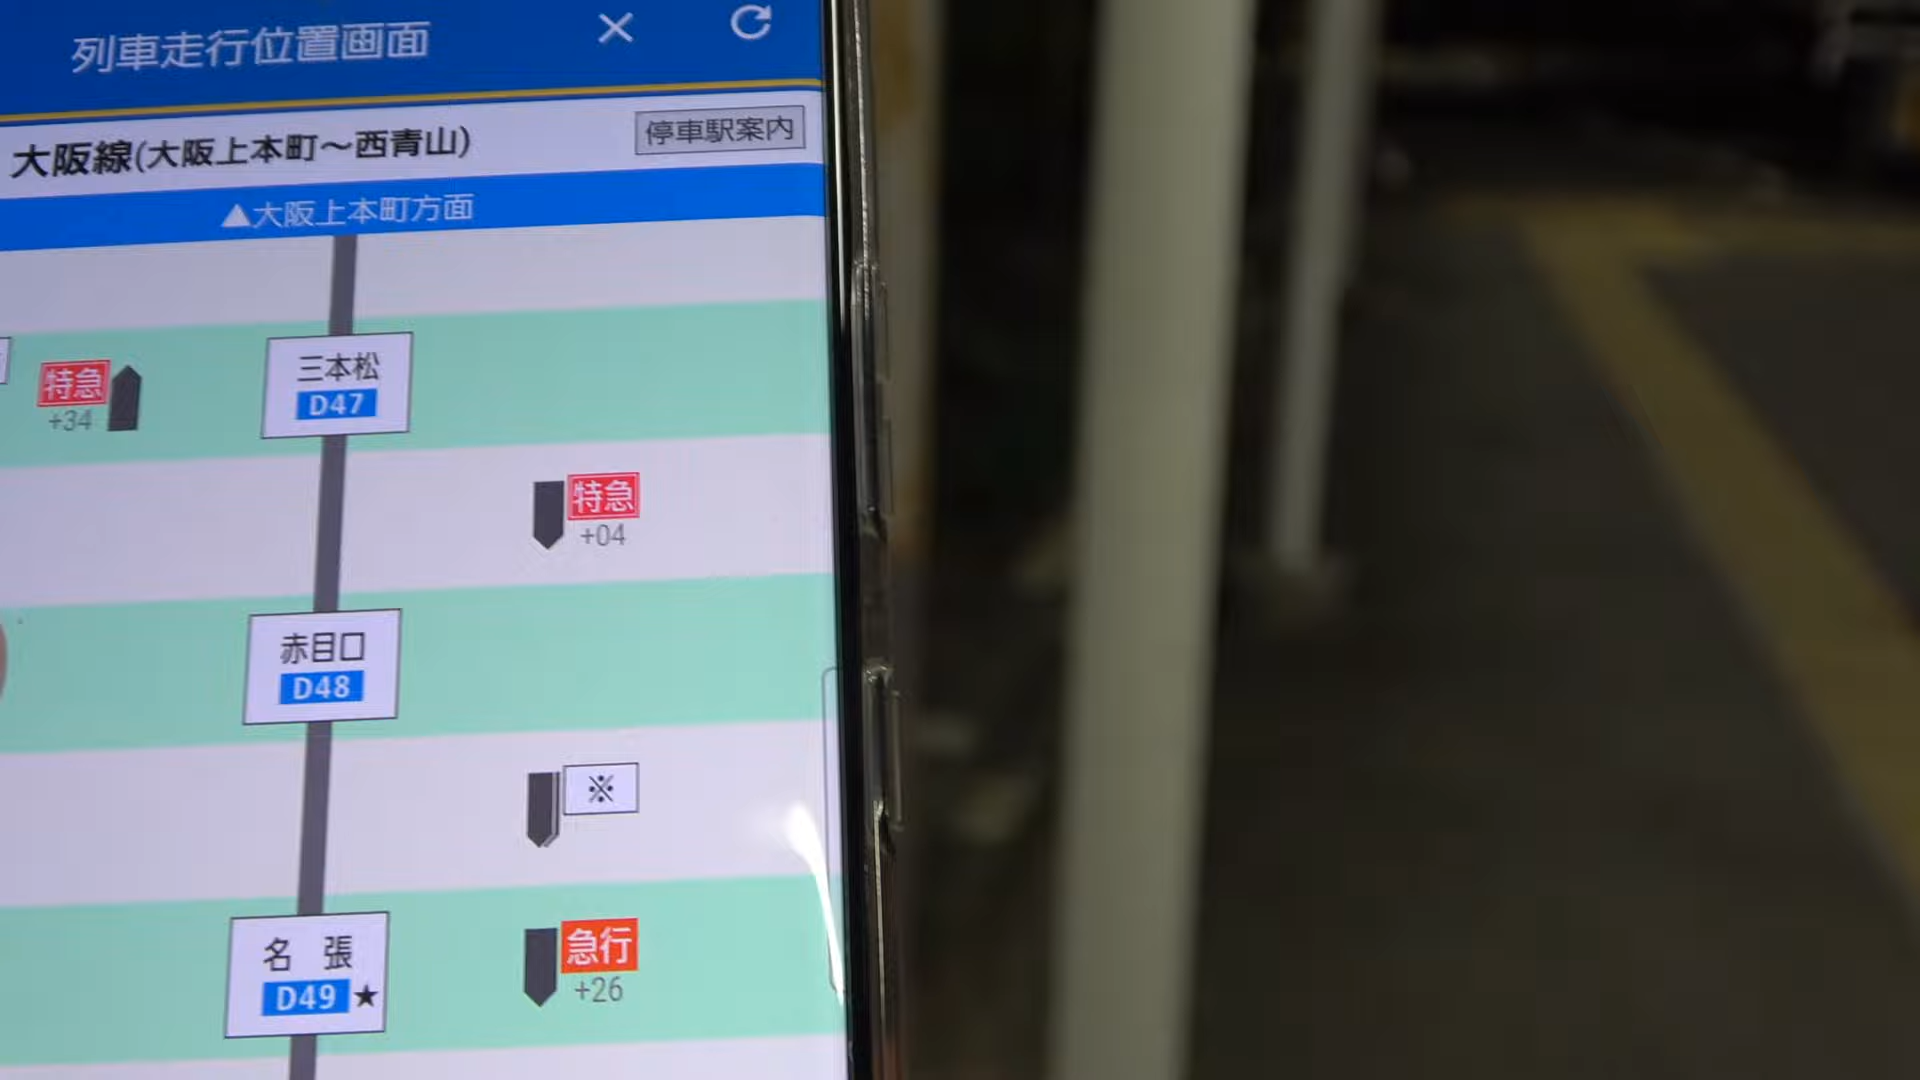 列車走行位置画面
大阪線(大阪上本町～西青山)
停車駅案内
▲大阪上本町方面
特急
+34
三本松
D47
特急
+04
赤目口
D48
※
名 張
D49★
急行
+26